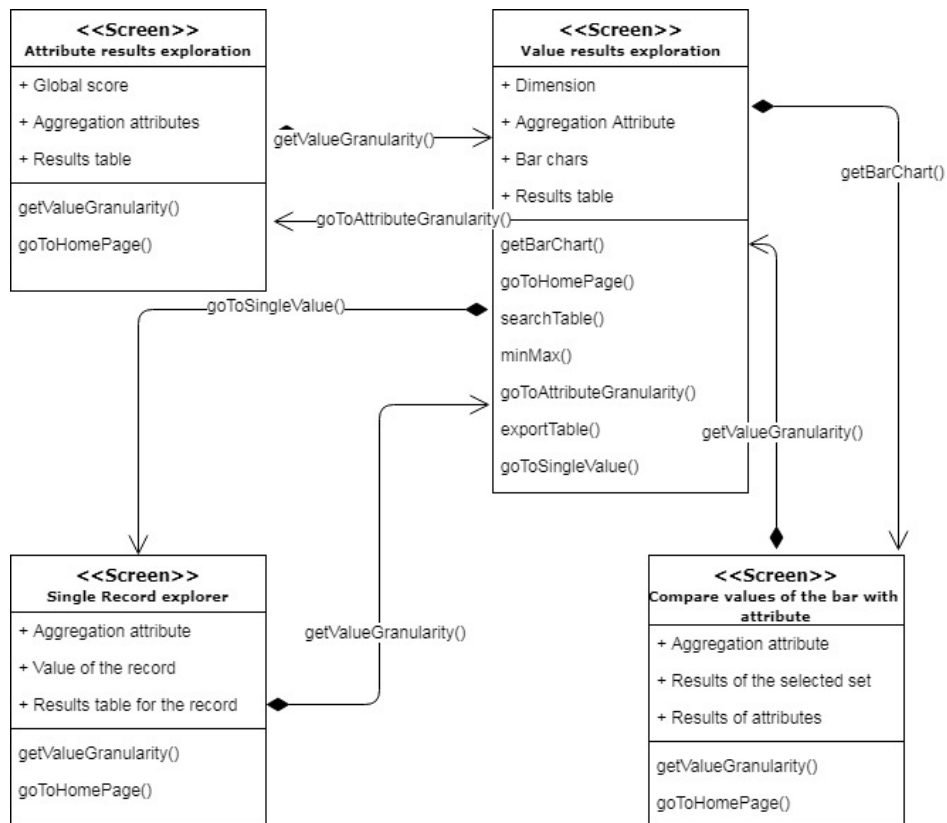 <<Screen>>
Attribute results exploration
+ Global score
+ Aggregation attributes
+ Results table
getValueGranularity()
goToHomePage()
<<Screen>>
Value results exploration
+ Dimension
+ Aggregation Attribute
+ Bar chars
+ Results table
getBarChart()
goToHomePage()
searchTable()
minMax()
goToAttributeGranularity()
exportTable()
goToSingleValue()
getValueGranularity()
goToAttributeGranularity()
getBarChart()
goToSingleValue()
getValueGranularity()
getValueGranularity()
<<Screen>>
Single Record explorer
+ Aggregation attribute
+ Value of the record
+ Results table for the record
getValueGranularity()
goToHomePage()
<<Screen>>
Compare values of the bar with
attribute
+ Aggregation attribute
+ Results of the selected set
+ Results of attributes
getValueGranularity()
goToHomePage()